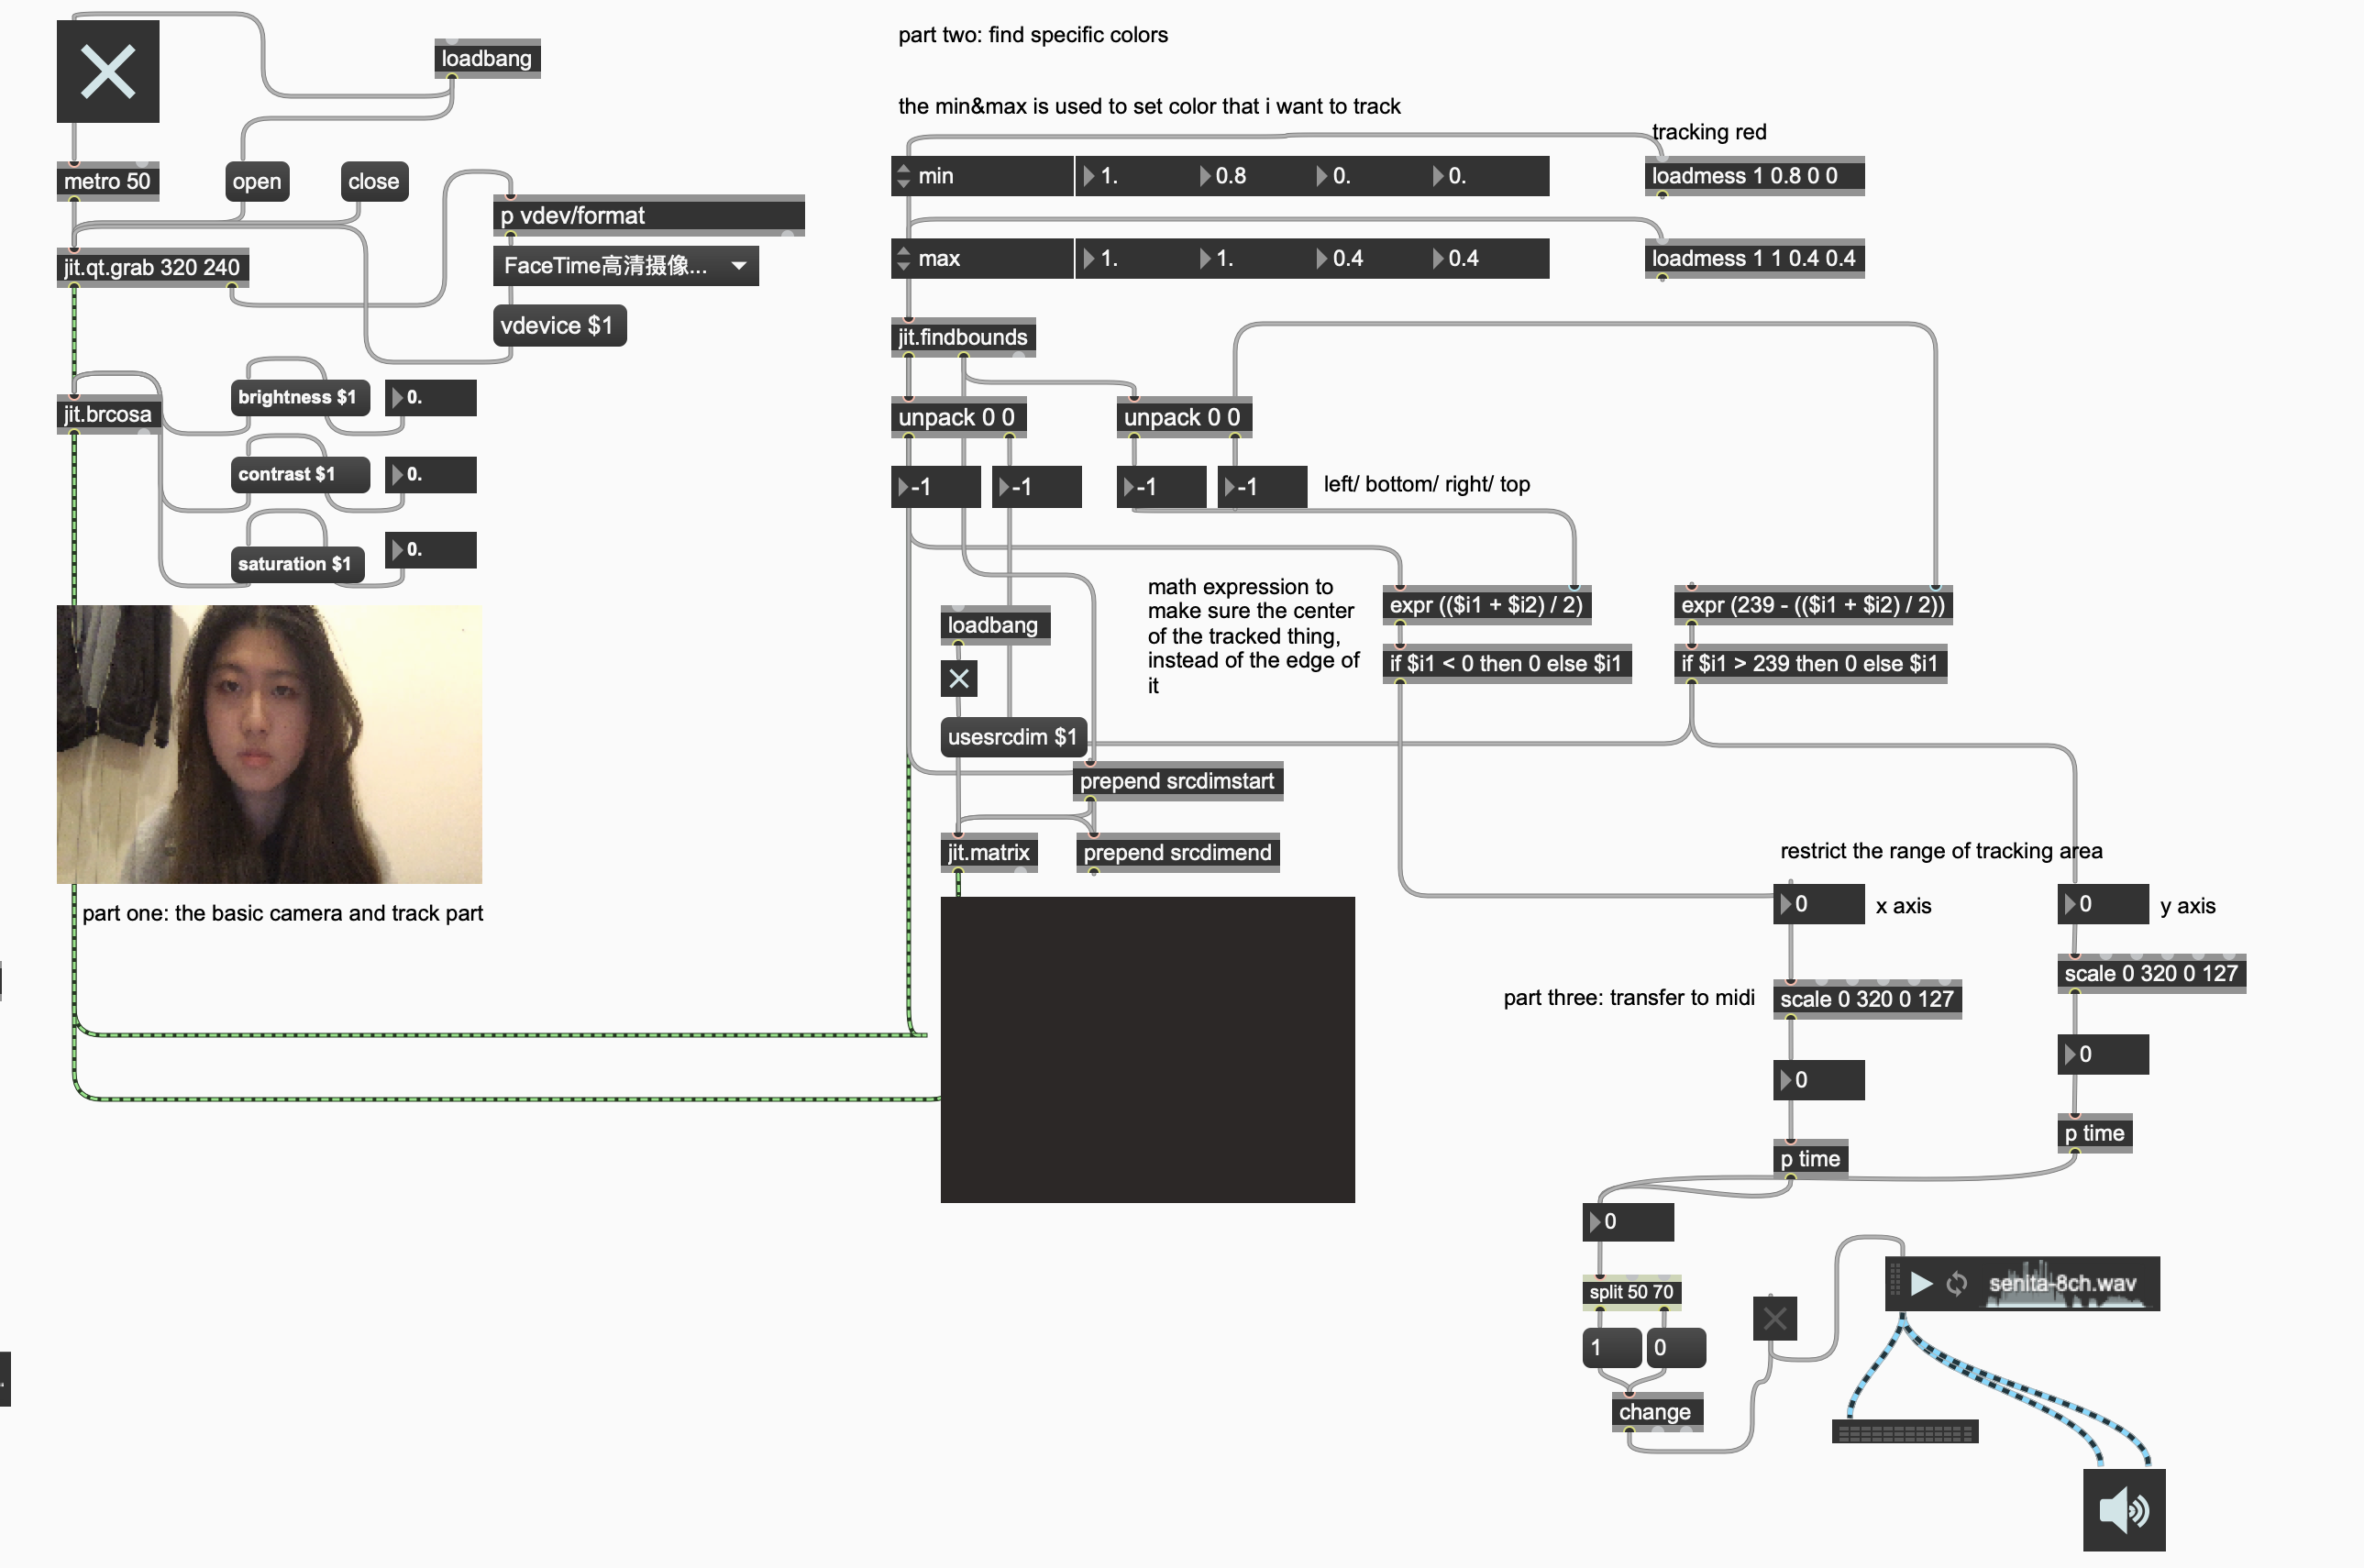 loadbang
metro 50
open
close
p vdev/format
jit.qt.grab 320 240
FaceTime高清摄像...
vdevice $1
jit.brcosa
brightness $1
0.
contrast $1
0.
saturation $1
0.
part one: the basic camera and track part
part two: find specific colors
the min&max is used to set color that i want to track
tracking red
min
1.
0.8
0.
0.
loadmess 1 0.8 0 0
max
1.
1.
0.4
0.4
loadmess 1 1 0.4 0.4
jit.findbounds
unpack 0 0
unpack 0 0
-1
-1
-1
-1
left/ bottom/ right/ top
math expression to
make sure the center
of the tracked thing,
instead of the edge of
it
expr (($i1 + $i2) / 2)
expr (239 - (($i1 + $i2) / 2))
if $i1 < 0 then 0 else $i1
if $i1 > 239 then 0 else $i1
loadbang
usesrcdim $1
prepend srcdimstart
jit.matrix
prepend srcdimend
restrict the range of tracking area
0
x axis
0
y axis
part three: transfer to midi
scale 0 320 0 127
scale 0 320 0 127
0
0
p time
p time
0
split 50 70
1
0
change
senita-8ch.wav